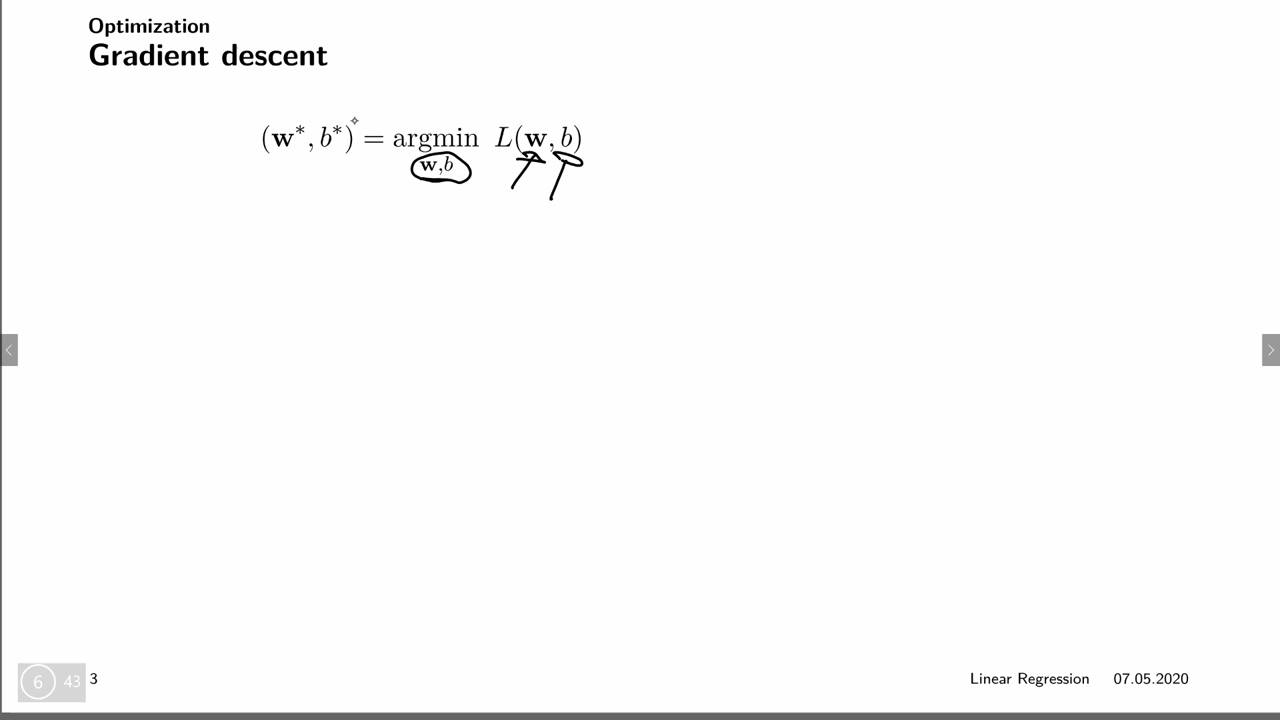 Optimization
Gradient descent
(w*, b*) = argmin L(w, b)
w,b
6 43 3
Linear Regression 07.05.2020